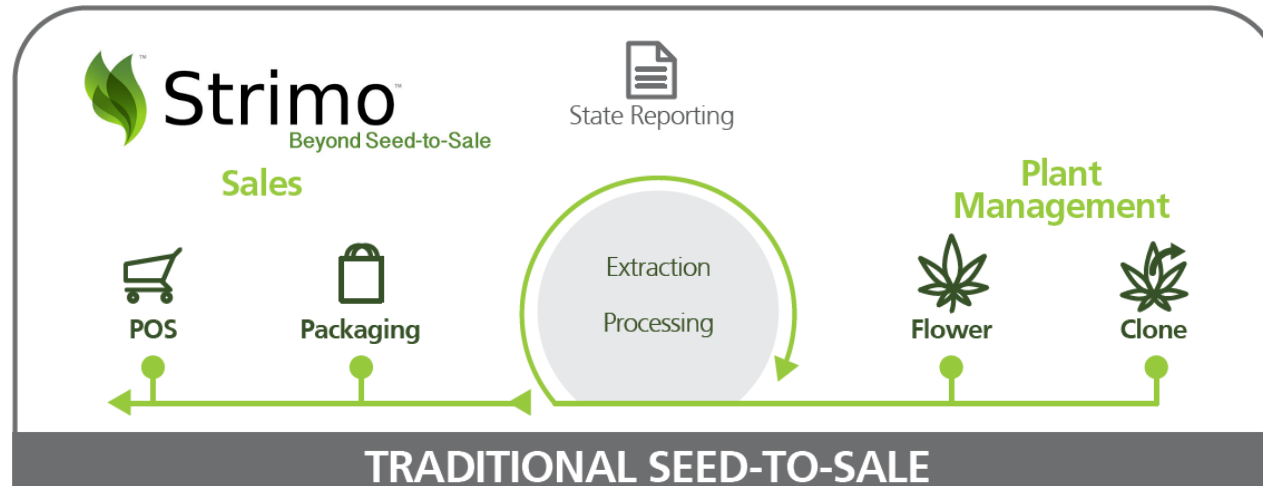 Strimo™
Beyond Seed-to-Sale
State Reporting
Sales
Plant
Management
Extraction
Processing
POS
Packaging
Flower
Clone
TRADITIONAL SEED-TO-SALE